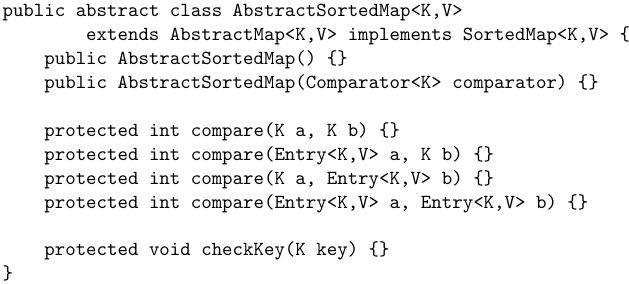 public abstract class AbstractSortedMap<K,V>
        extends AbstractMap<K,V> implements SortedMap<K,V> {
    public AbstractSortedMap() {}
    public AbstractSortedMap(Comparator<K> comparator) {}

    protected int compare(K a, K b) {}
    protected int compare(Entry<K,V> a, K b) {}
    protected int compare(K a, Entry<K,V> b) {}
    protected int compare(Entry<K,V> a, Entry<K,V> b) {}

    protected void checkKey(K key) {}
}